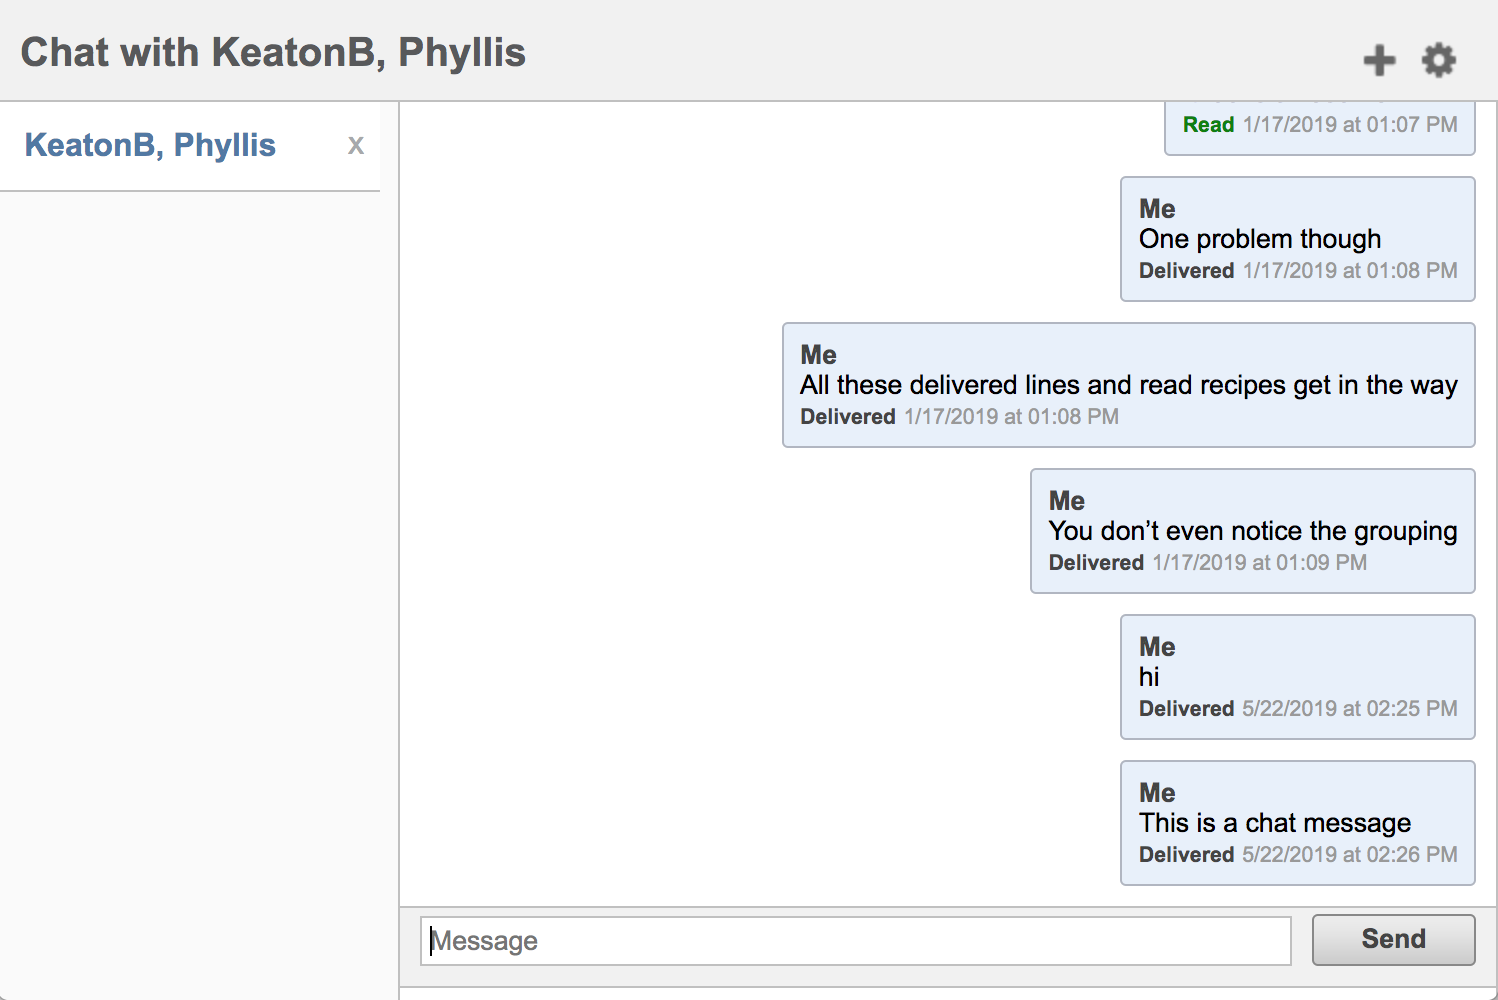 Chat with KeatonB, Phyllis
KeatonB, Phyllis x
Read 1/17/2019 at 01:07 PM
Me
One problem though
Delivered 1/17/2019 at 01:08 PM
Me
All these delivered lines and read recipes get in the way
Delivered 1/17/2019 at 01:08 PM
Me
You don’t even notice the grouping
Delivered 1/17/2019 at 01:09 PM
Me
hi
Delivered 5/22/2019 at 02:25 PM
Me
This is a chat message
Delivered 5/22/2019 at 02:26 PM
Message
Send